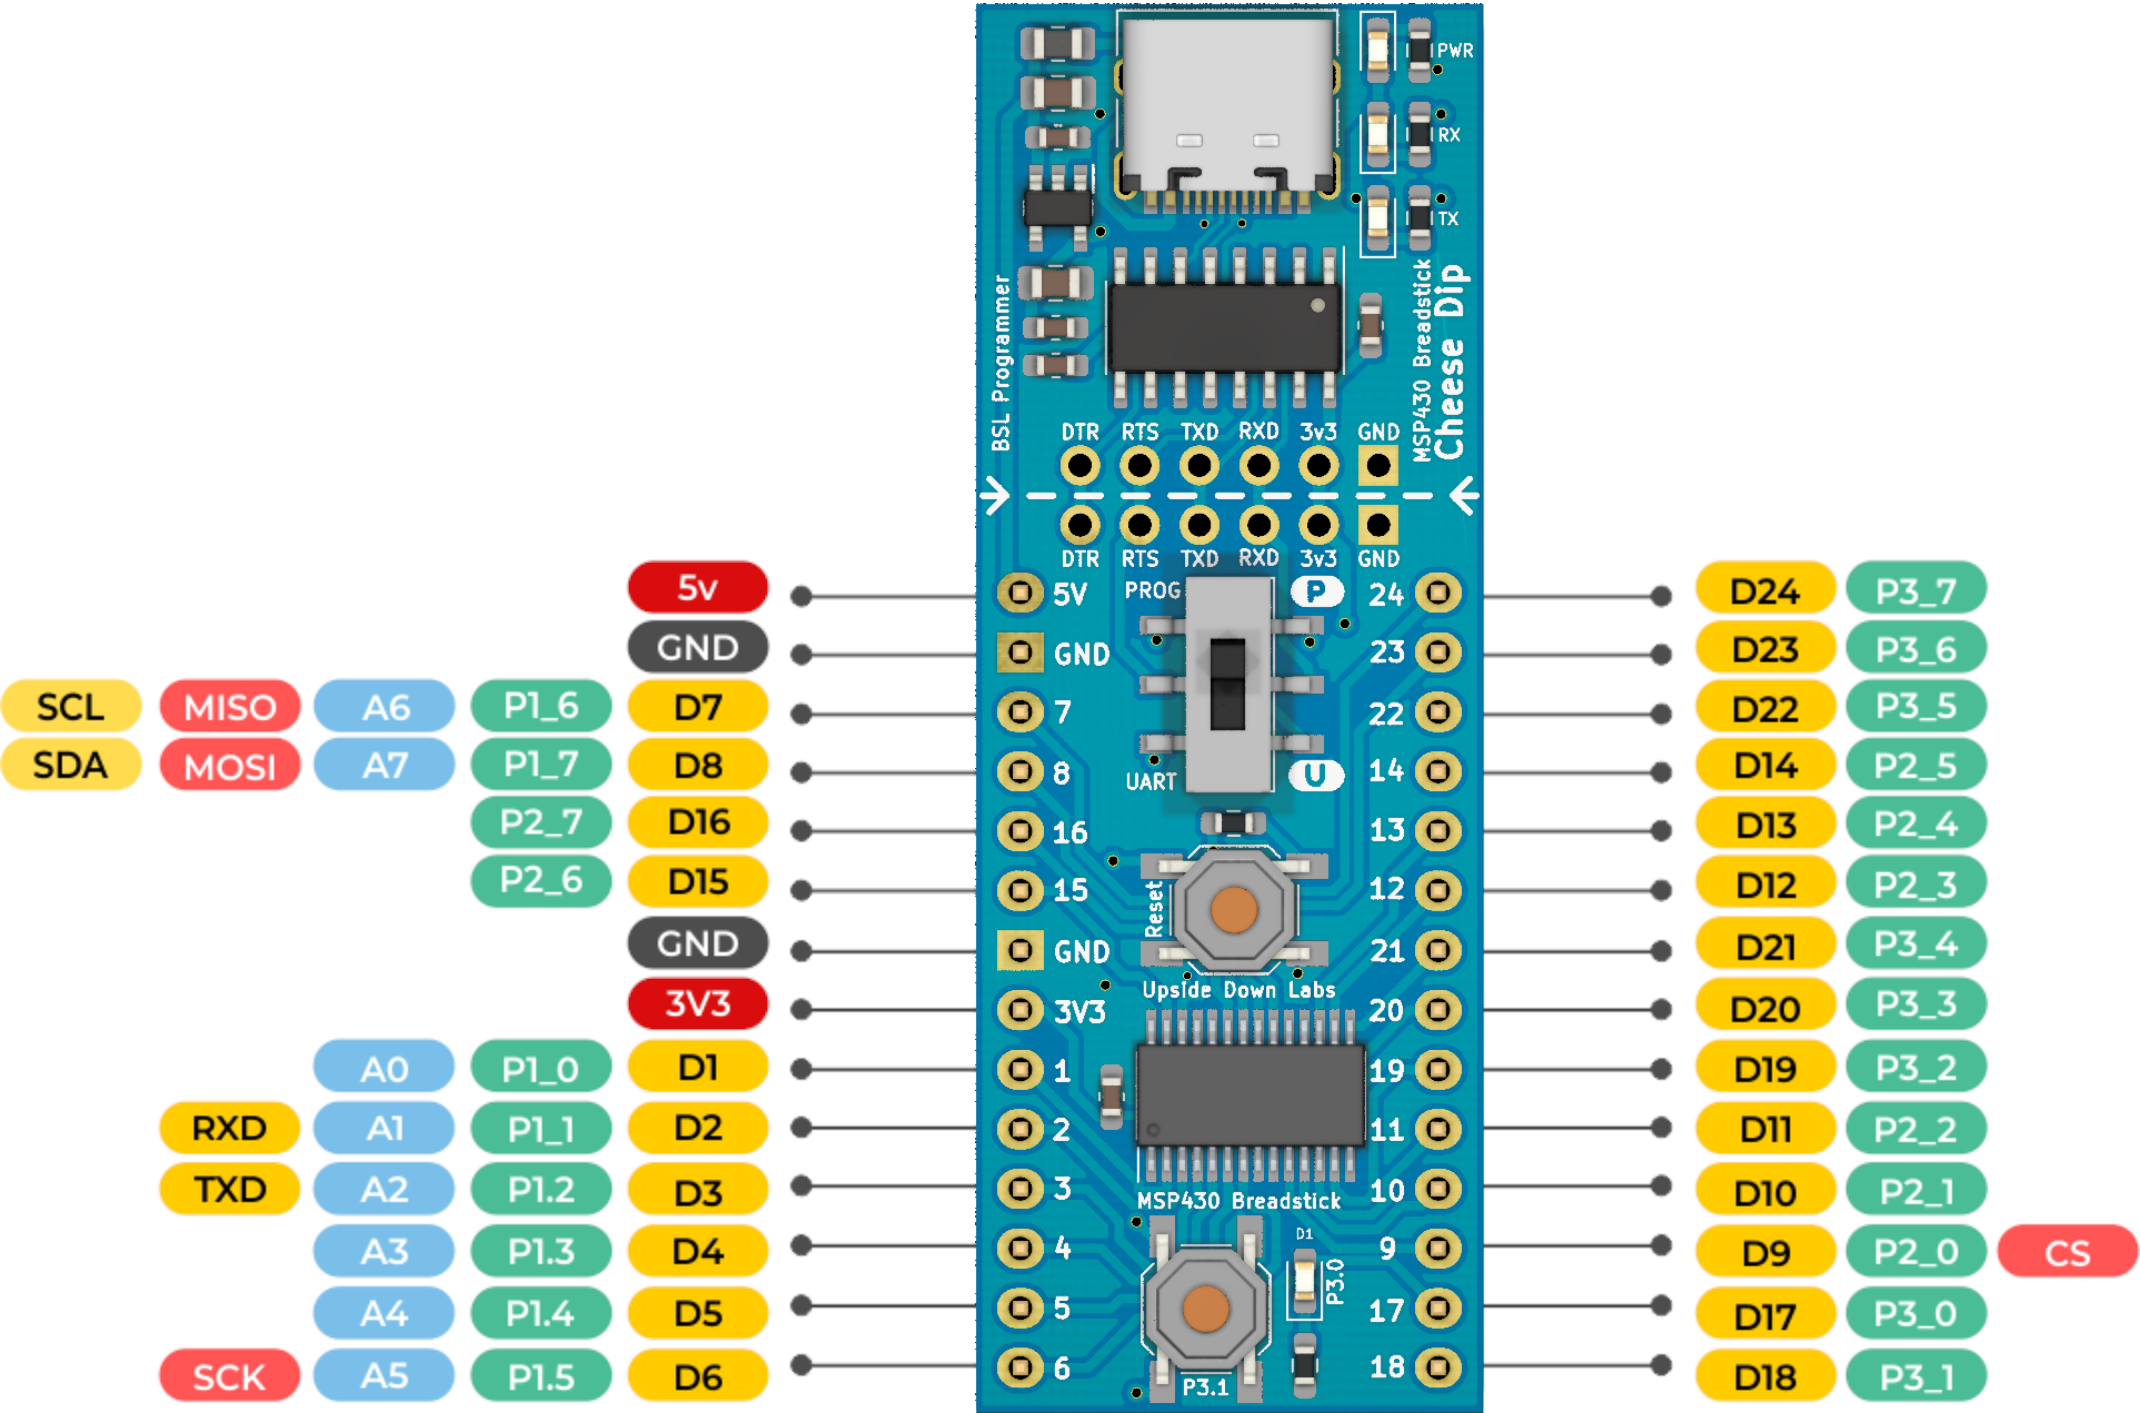 PWR
RX
TX
BSL Programmer
MSP430 Breadstick
Cheese Dip
DTR RTS TXD RXD 3v3 GND
DTR RTS TXD RXD 3v3 GND
PROG P
UART U
Reset
Upside Down Labs
MSP430 Breadstick
D1
P3.0
P3.1
5v 5V 24 D24 P3_7
GND GND 23 D23 P3_6
SCL MISO A6 P1_6 D7 7 22 D22 P3_5
SDA MOSI A7 P1_7 D8 8 14 D14 P2_5
P2_7 D16 16 13 D13 P2_4
P2_6 D15 15 12 D12 P2_3
GND GND 21 D21 P3_4
3V3 3V3 20 D20 P3_3
A0 P1_0 D1 1 19 D19 P3_2
RXD A1 P1_1 D2 2 11 D11 P2_2
TXD A2 P1.2 D3 3 10 D10 P2_1
A3 P1.3 D4 4 9 D9 P2_0 CS
A4 P1.4 D5 5 17 D17 P3_0
SCK A5 P1.5 D6 6 18 D18 P3_1